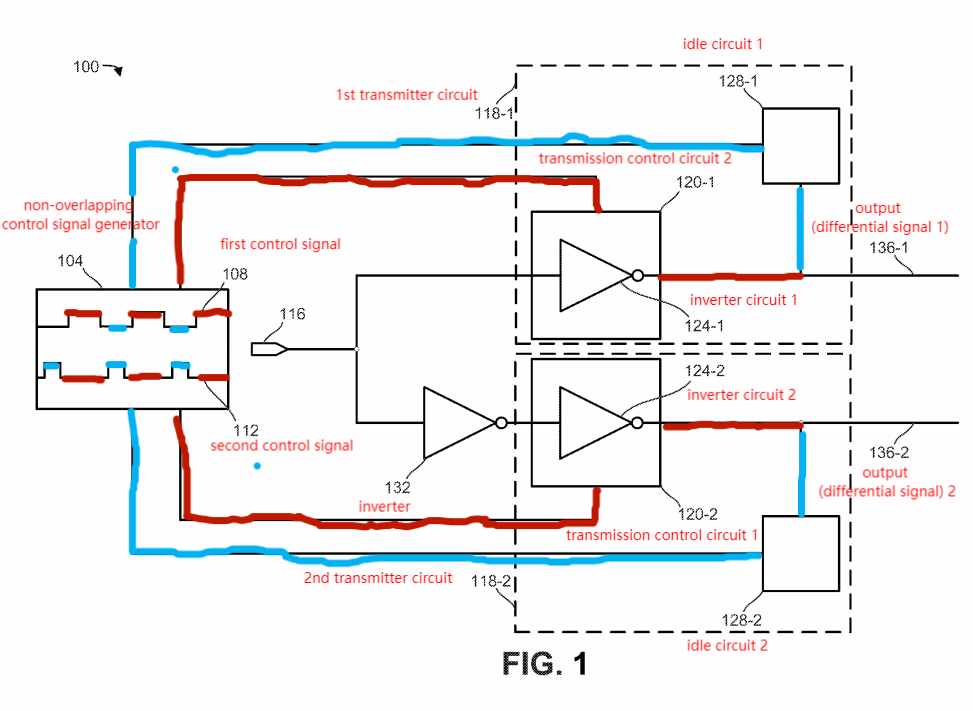 idle circuit 1
100
1st transmitter circuit
118-1
128-1
transmission control circuit 2
120-1
non-overlapping
control signal generator
first control signal
output
(differential signal 1)
136-1
104
108
inverter circuit 1
124-1
116
124-2
inverter circuit 2
112
second control signal
132
inverter
136-2
output
(differential signal) 2
120-2
transmission control circuit 1
2nd transmitter circuit
118-2
128-2
idle circuit 2
FIG. 1